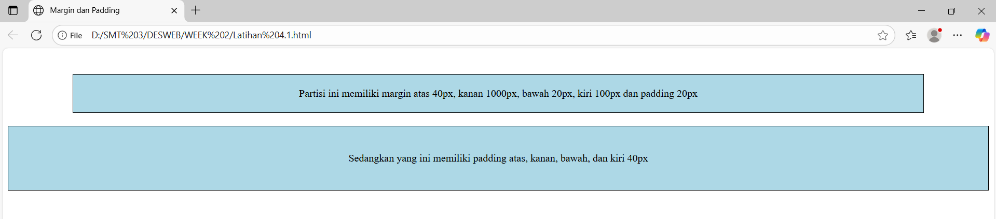 Margin dan Padding
File
D:/SMT%203/DESWEB/WEEK%202/Latihan%204.1.html
Partisi ini memiliki margin atas 40px, kanan 1000px, bawah 20px, kiri 100px dan padding 20px
Sedangkan yang ini memiliki padding atas, kanan, bawah, dan kiri 40px